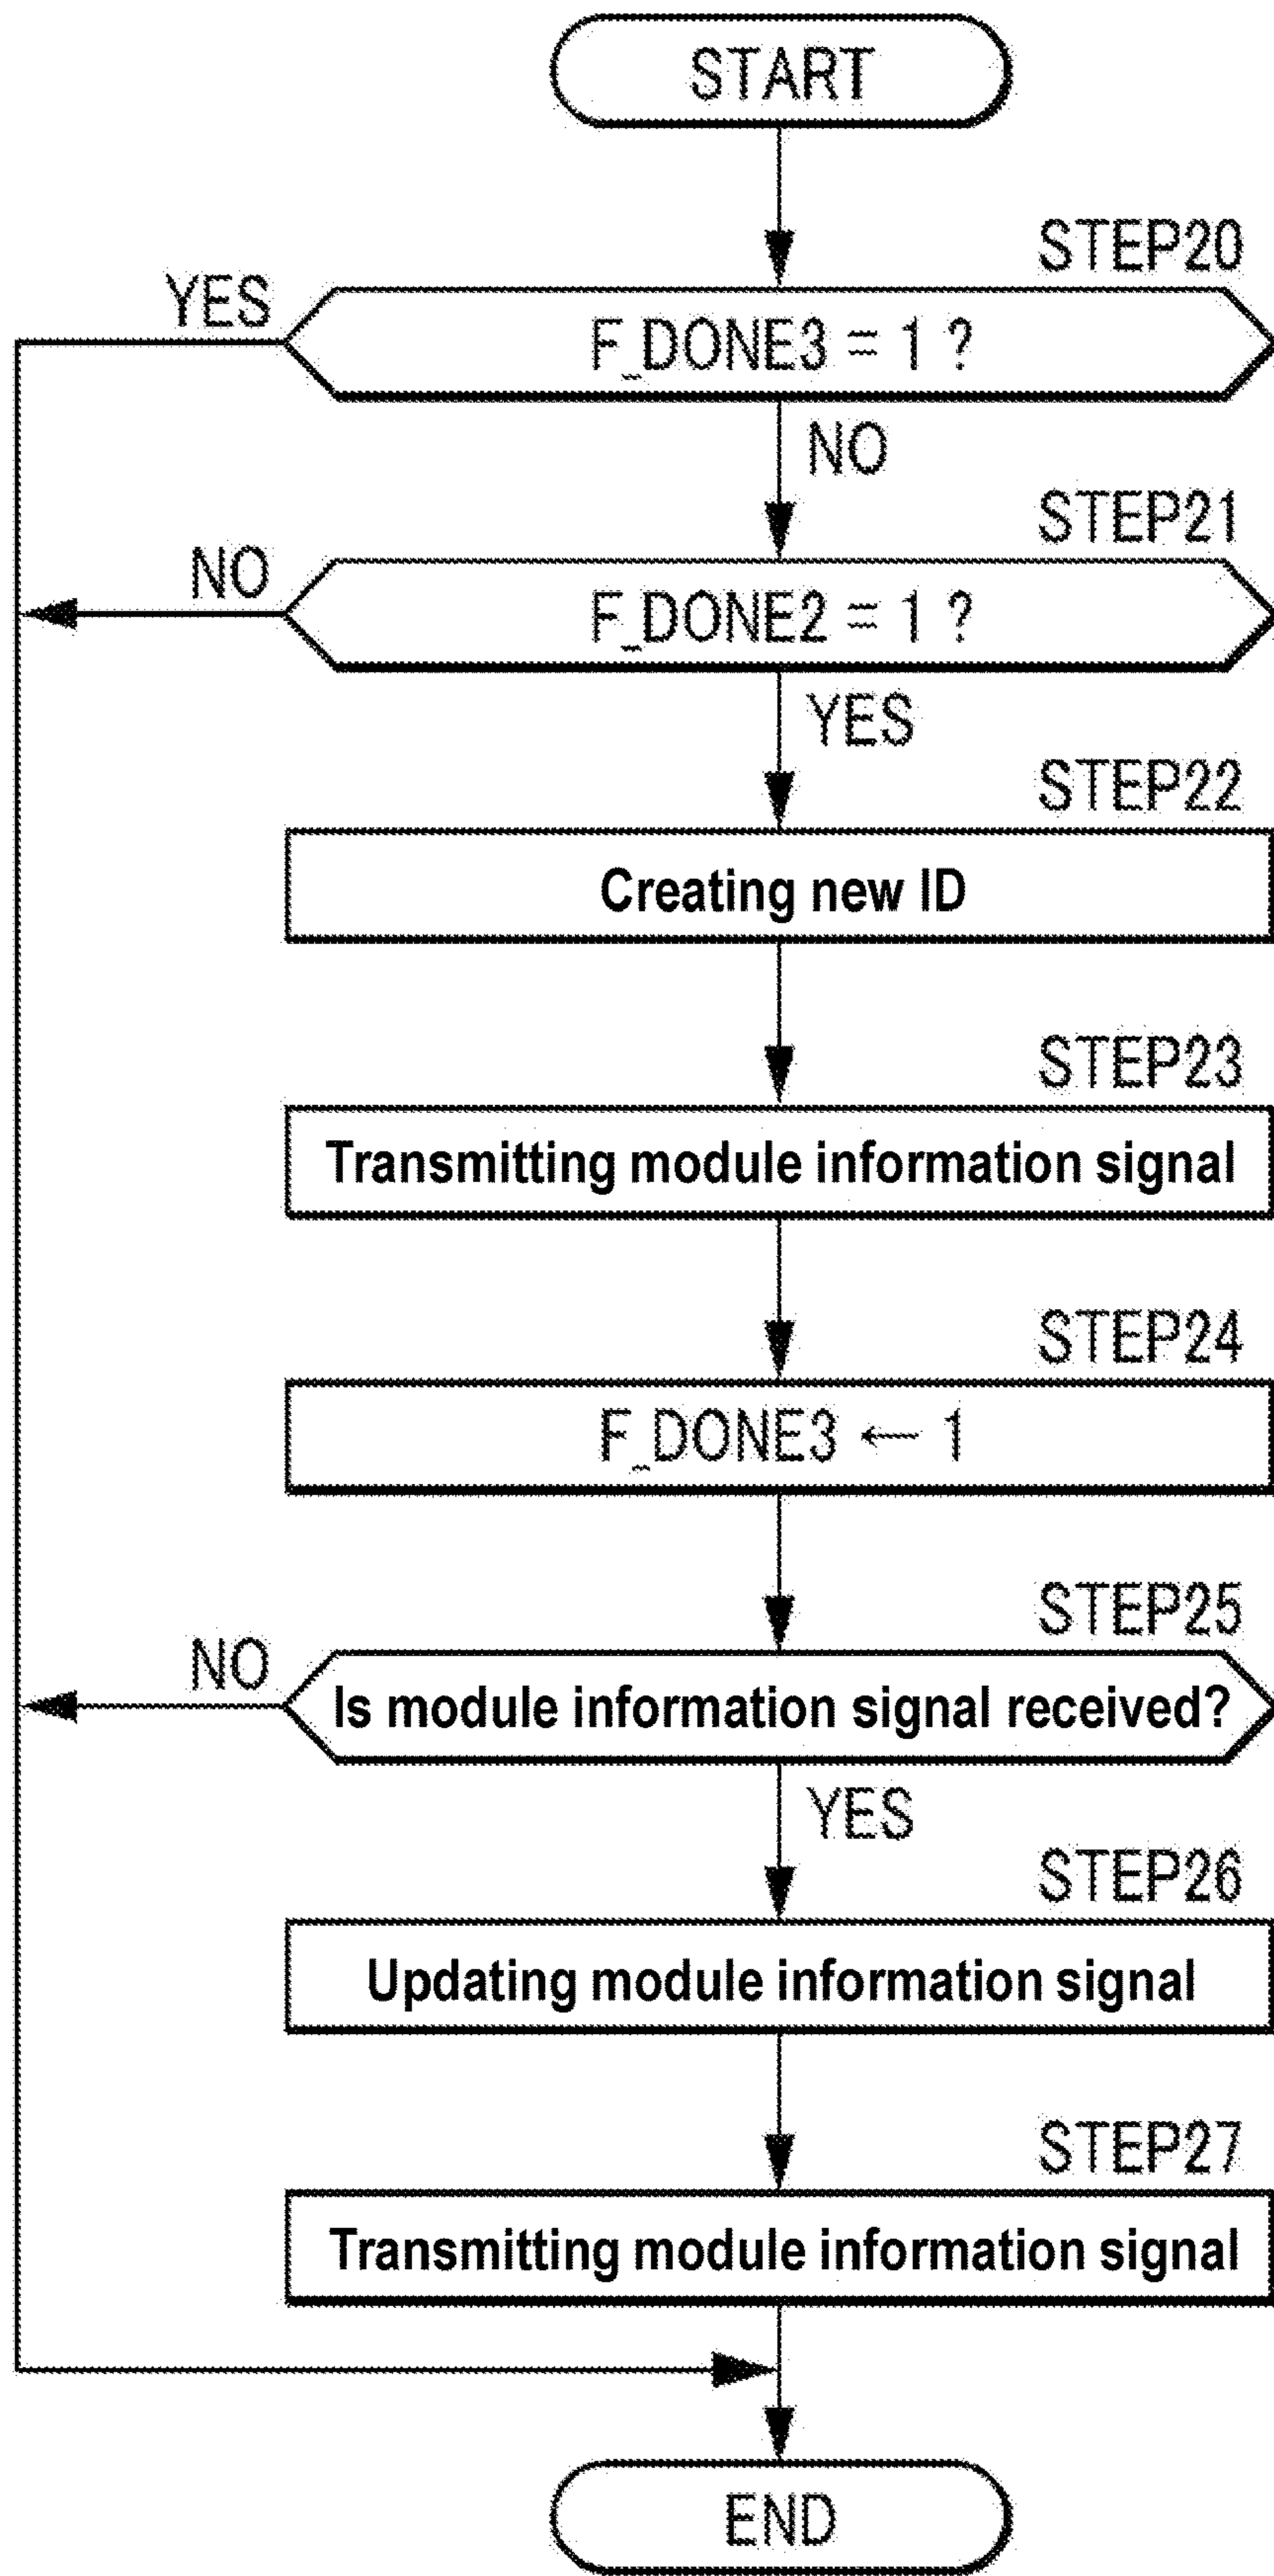 START
STEP20
YES
F_DONE3 = 1 ?
NO
STEP21
NO
F_DONE2 = 1 ?
YES
STEP22
Creating new ID
STEP23
Transmitting module information signal
STEP24
F_DONE3 ← 1
STEP25
NO
Is module information signal received?
YES
STEP26
Updating module information signal
STEP27
Transmitting module information signal
END